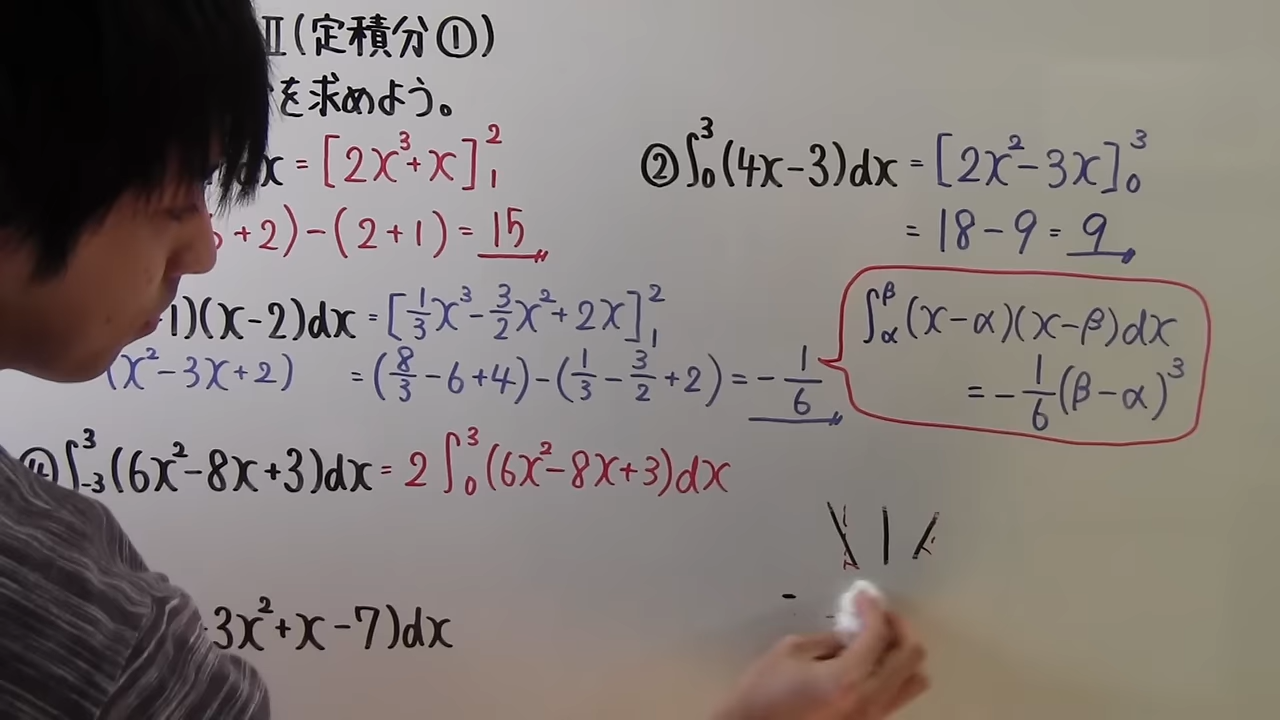 Ⅱ(定積分①)
を求めよう。
dx = [2x³+x]₁²
+2)-(2+1) = 15
②∫₀³(4x-3)dx = [2x²-3x]₀³
= 18-9 = 9
1)(x-2)dx = [1/3x³-3/2x²+2x]₁²
(x²-3x+2) = (8/3-6+4)-(1/3-3/2+2) = -1/6
∫_α^β(x-α)(x-β)dx
= -1/6(β-α)³
④∫₋₃³(6x²-8x+3)dx = 2∫₀³(6x²-8x+3)dx
3x²+x-7)dx